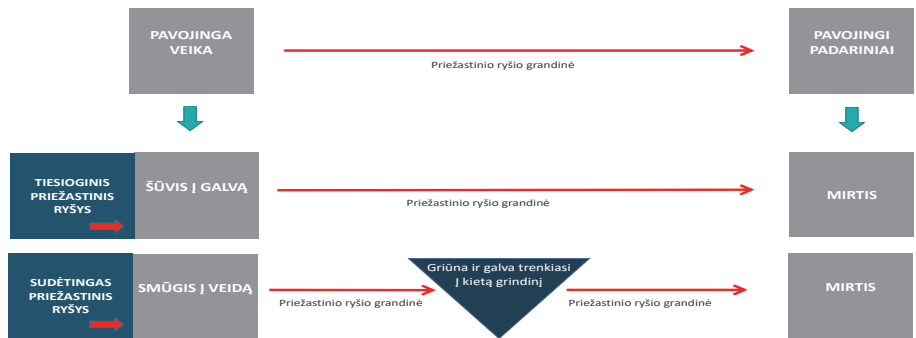 PAVOJINGA
VEIKA
Priežastinio ryšio grandinė
PAVOJINGI
PADARINIAI
TIESIOGINIS
PRIEŽASTINIS
RYŠYS
ŠŪVIS Į GALVĄ
Priežastinio ryšio grandinė
MIRTIS
SUDĖTINGAS
PRIEŽASTINIS
RYŠYS
SMŪGIS Į VEIDĄ
Priežastinio ryšio grandinė
Griūna ir galva trenkiasi
Į kietą grindinį
Priežastinio ryšio grandinė
MIRTIS